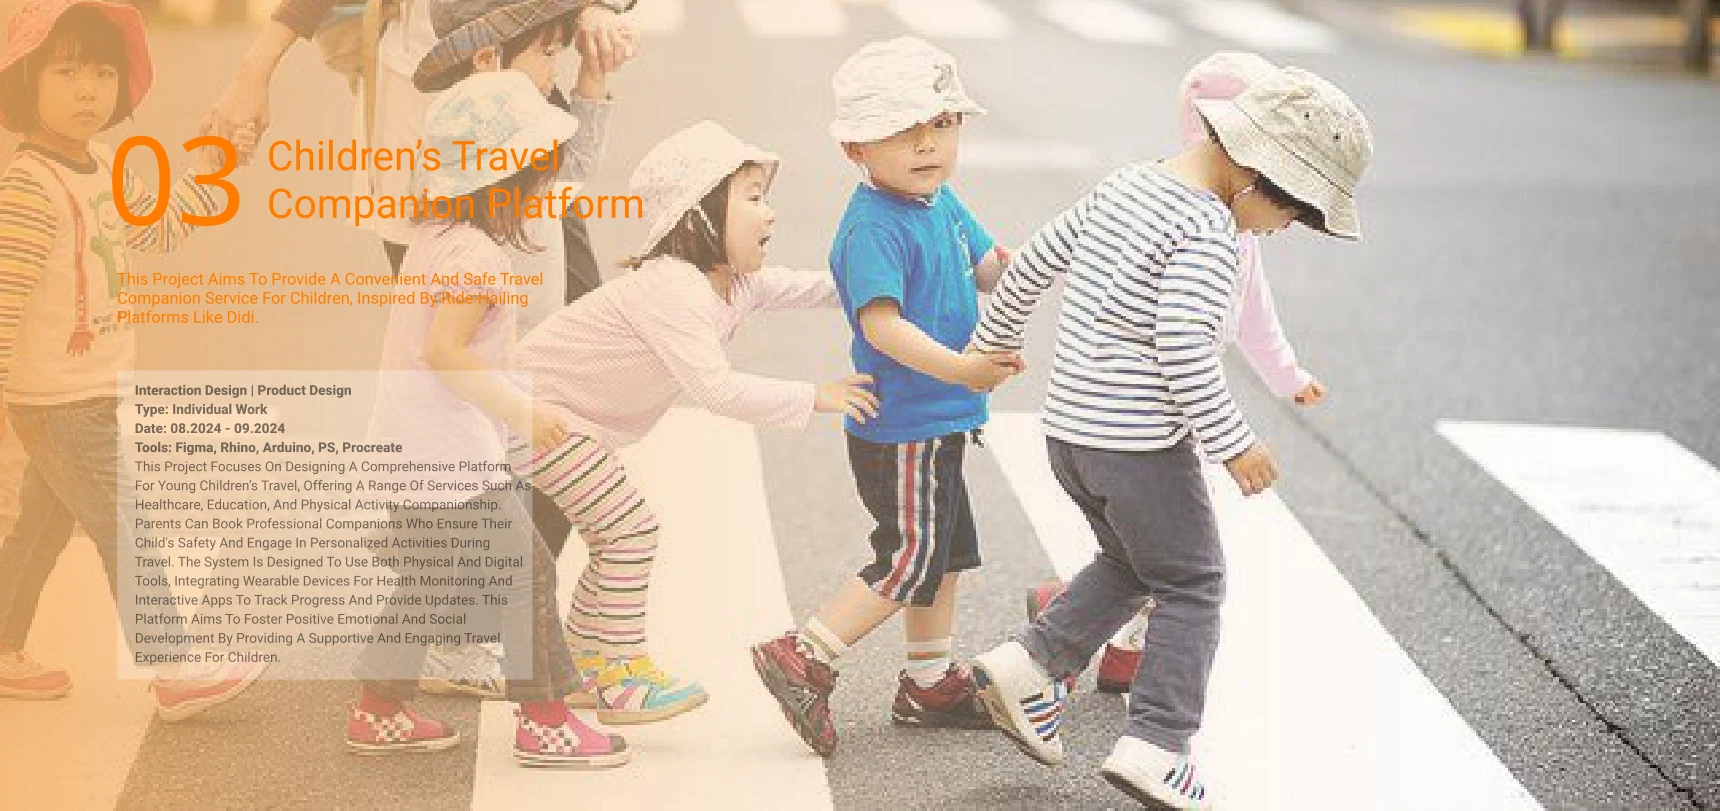 03
Children’s Travel
Companion Platform
This Project Aims To Provide A Convenient And Safe Travel
Companion Service For Children, Inspired By Ride Hailing
Platforms Like Didi.
Interaction Design | Product Design
Type: Individual Work
Date: 08.2024 - 09.2024
Tools: Figma, Rhino, Arduino, PS, Procreate
This Project Focuses On Designing A Comprehensive Platform
For Young Children’s Travel, Offering A Range Of Services Such As
Healthcare, Education, And Physical Activity Companionship.
Parents Can Book Professional Companions Who Ensure Their
Child's Safety And Engage In Personalized Activities During
Travel. The System Is Designed To Use Both Physical And Digital
Tools, Integrating Wearable Devices For Health Monitoring And
Interactive Apps To Track Progress And Provide Updates. This
Platform Aims To Foster Positive Emotional And Social
Development By Providing A Supportive And Engaging Travel
Experience For Children.